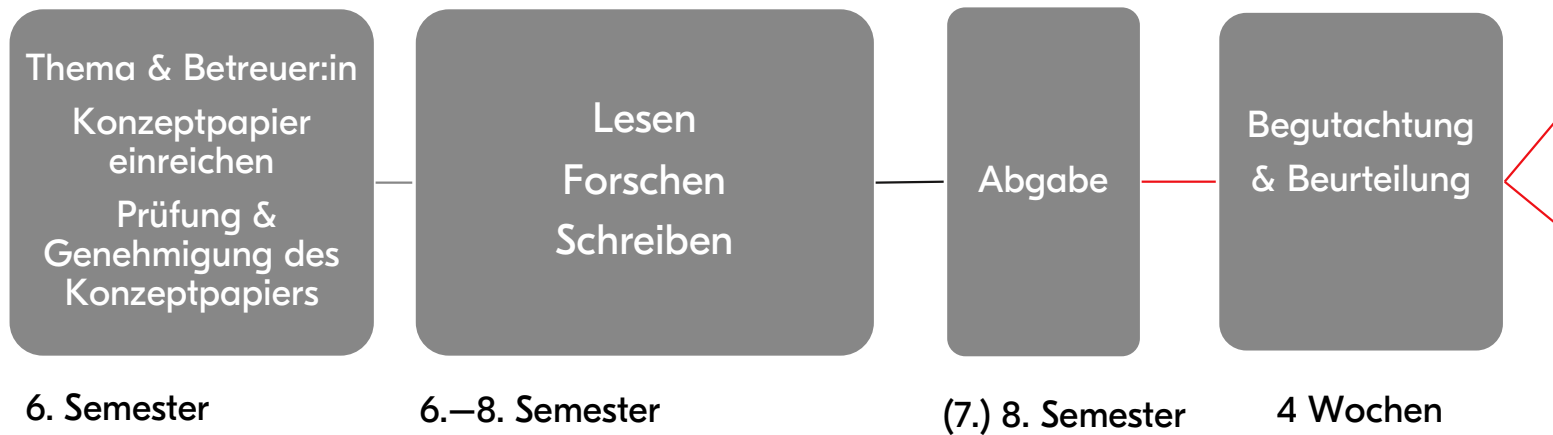 Thema & Betreuer:in
Konzeptpapier
einreichen
Prüfung &
Genehmigung des
Konzeptpapiers
Lesen
Forschen
Schreiben
Abgabe
Begutachtung
& Beurteilung
6. Semester
6.–8. Semester
(7.) 8. Semester
4 Wochen